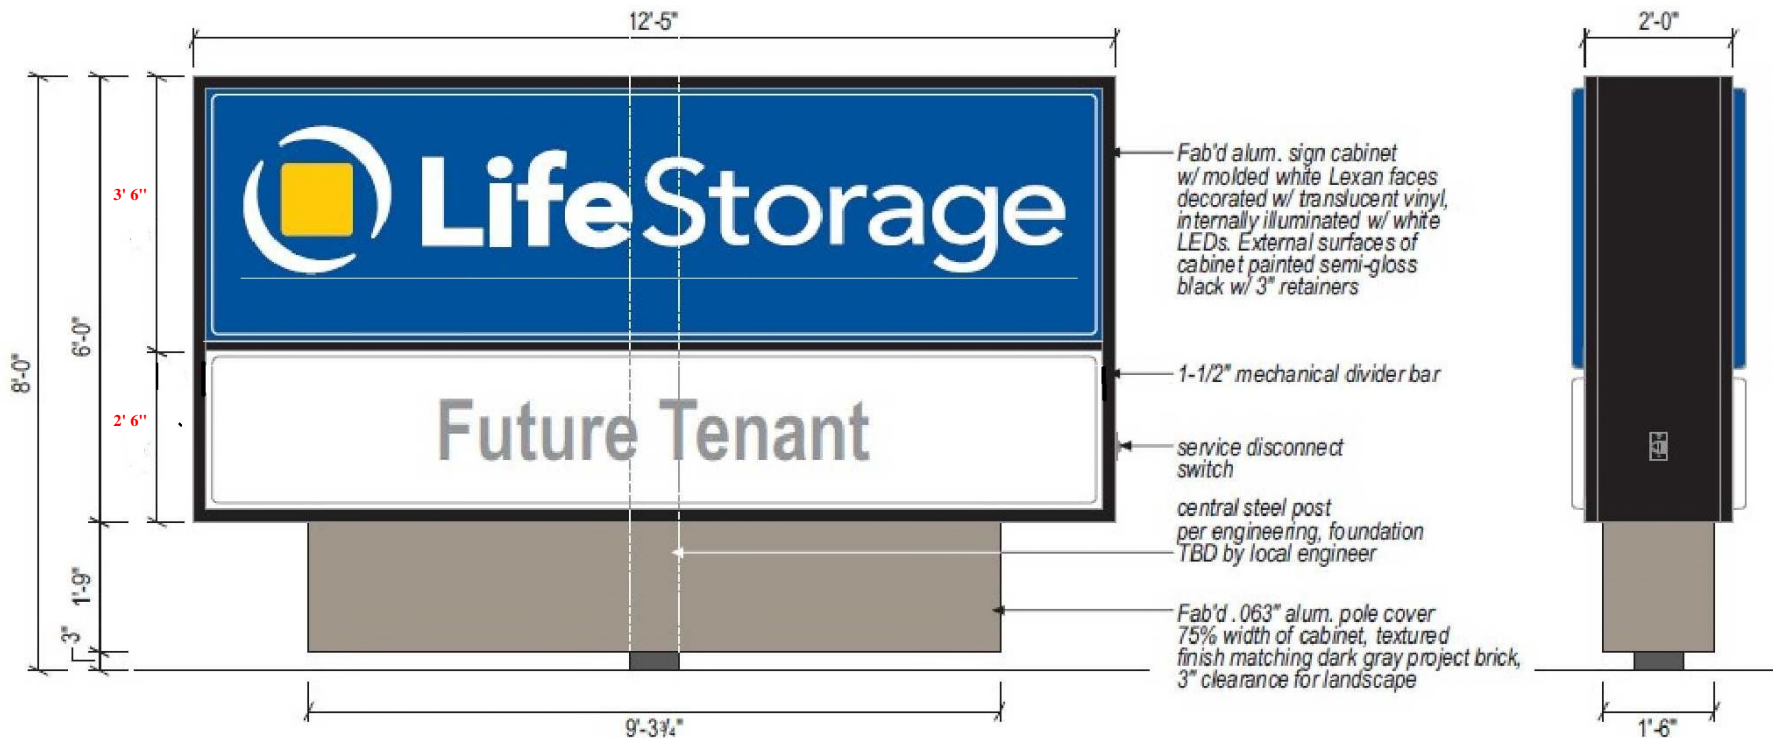 12'-5"
2'-0"
3' 6"
6'-0"
8'-0"
2' 6"
1'-9"
3"
LifeStorage
Future Tenant
Fab'd alum. sign cabinet
w/ molded white Lexan faces
decorated w/ translucent vinyl,
internally illuminated w/ white
LEDs. External surfaces of
cabinet painted semi-gloss
black w/ 3" retainers
1-1/2" mechanical divider bar
service disconnect
switch
central steel post
per engineering, foundation
TBD by local engineer
Fab'd .063" alum. pole cover
75% width of cabinet, textured
finish matching dark gray project brick,
3" clearance for landscape
9'-3¾"
1'-6"